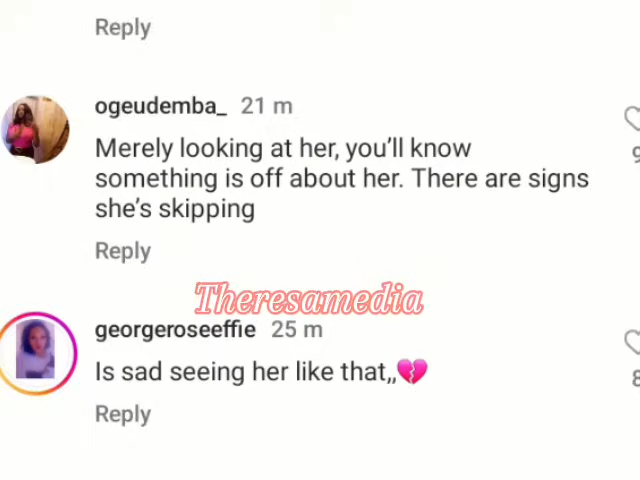 Reply
ogeudemba_ 21 m
Merely looking at her, you’ll know
something is off about her. There are signs
she’s skipping
Reply
Theresamedia
georgeroseeffie 25 m
Is sad seeing her like that,,💔
Reply